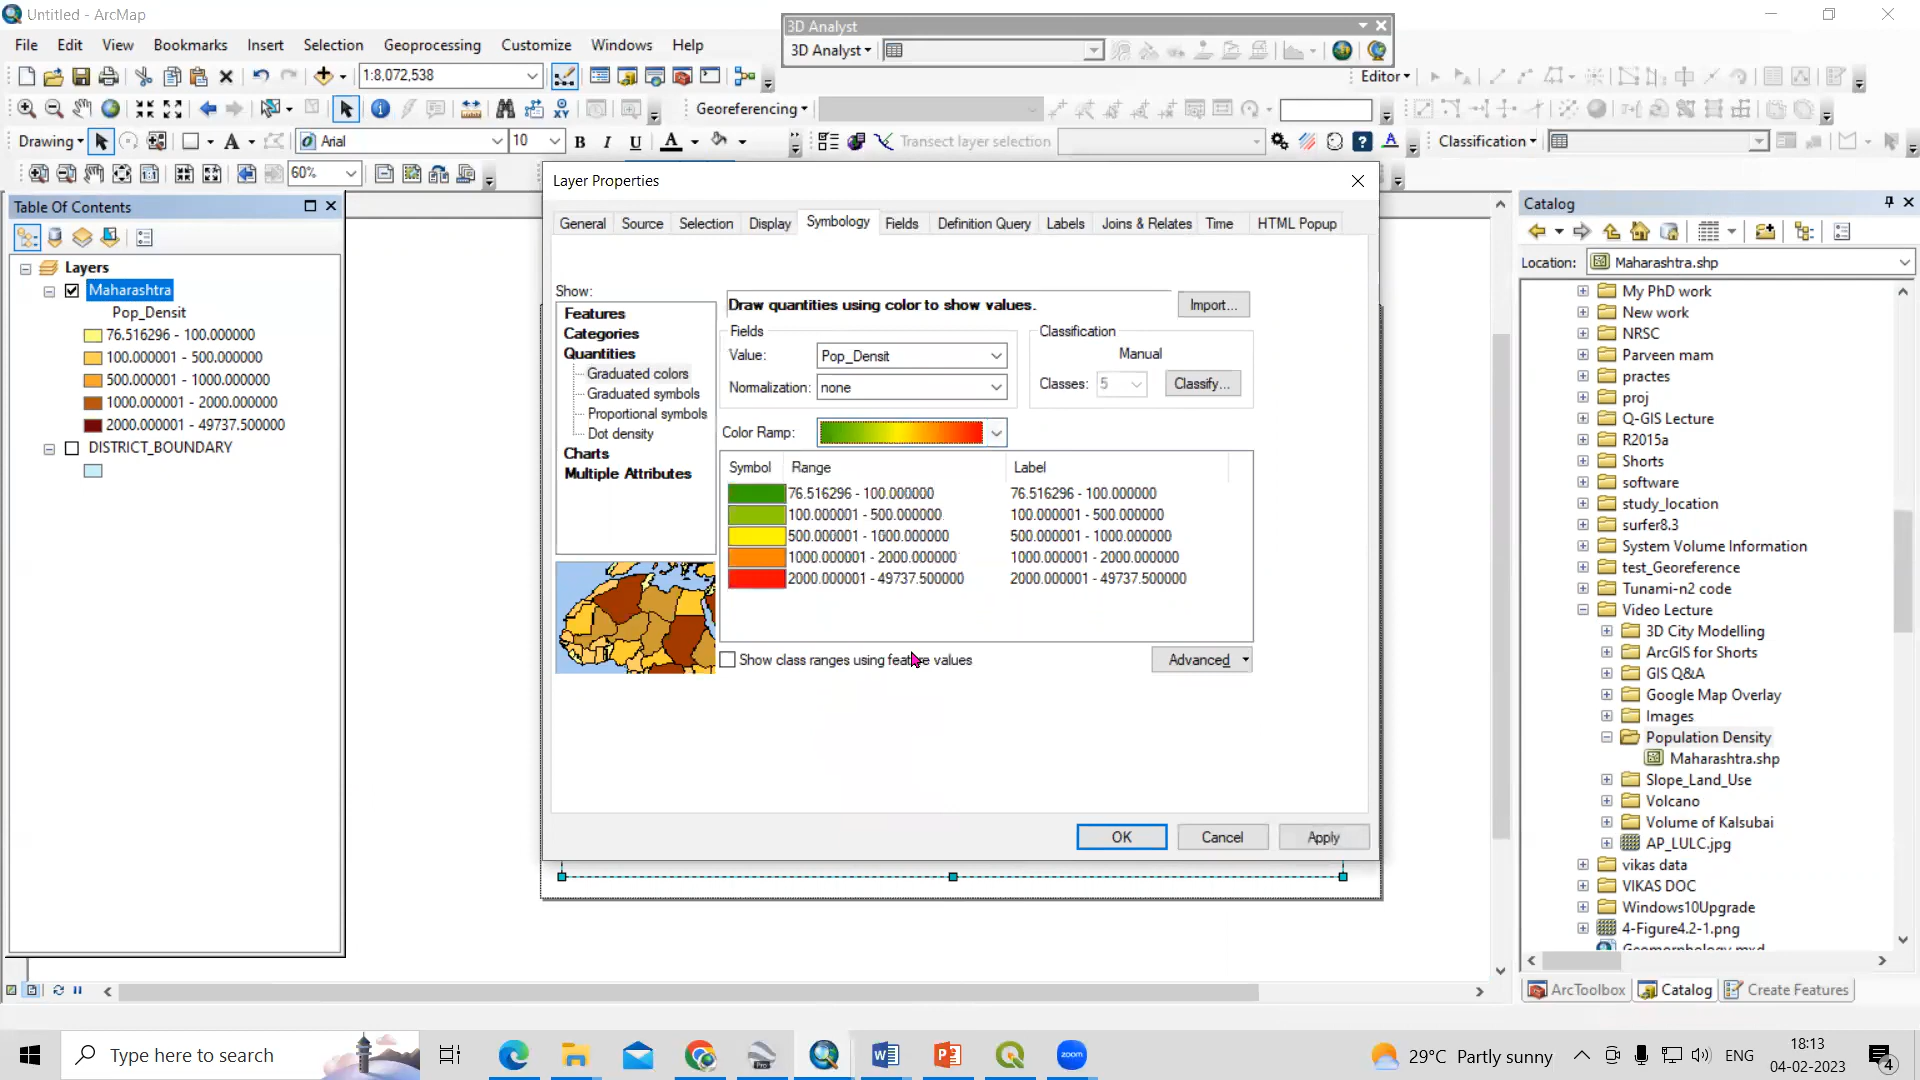 Untitled - ArcMap
3D Analyst
File Edit View Bookmarks Insert Selection Geoprocessing Customize Windows Help
3D Analyst
1:8,072,538
Editor
Georeferencing
Drawing
Arial
10
B I U A
Transect layer selection
Classification
60%
Table Of Contents
Layers
Maharashtra
Pop_Densit
76.516296 - 100.000000
100.000001 - 500.000000
500.000001 - 1000.000000
1000.000001 - 2000.000000
2000.000001 - 49737.500000
DISTRICT_BOUNDARY
Layer Properties
General Source Selection Display Symbology Fields Definition Query Labels Joins & Relates Time HTML Popup
Show:
Features
Categories
Quantities
Graduated colors
Graduated symbols
Proportional symbols
Dot density
Charts
Multiple Attributes
Draw quantities using color to show values.
Import...
Fields
Value: Pop_Densit
Normalization: none
Classification
Manual
Classes: 5 Classify...
Color Ramp:
Symbol Range Label
76.516296 - 100.000000 76.516296 - 100.000000
100.000001 - 500.000000 100.000001 - 500.000000
500.000001 - 1000.000000 500.000001 - 1000.000000
1000.000001 - 2000.000000 1000.000001 - 2000.000000
2000.000001 - 49737.500000 2000.000001 - 49737.500000
Show class ranges using feature values
Advanced
OK Cancel Apply
Catalog
Location: Maharashtra.shp
My PhD work
New work
NRSC
Parveen mam
practes
proj
Q-GIS Lecture
R2015a
Shorts
software
study_location
surfer8.3
System Volume Information
test_Georeference
Tunami-n2 code
Video Lecture
3D City Modelling
ArcGIS for Shorts
GIS Q&A
Google Map Overlay
Images
Population Density
Maharashtra.shp
Slope_Land_Use
Volcano
Volume of Kalsubai
AP_LULC.jpg
vikas data
VIKAS DOC
Windows10Upgrade
4-Figure4.2-1.png
Geomorphology.mxd
ArcToolbox Catalog Create Features
Type here to search
Pro
zoom
29°C Partly sunny
ENG
18:13
04-02-2023
4